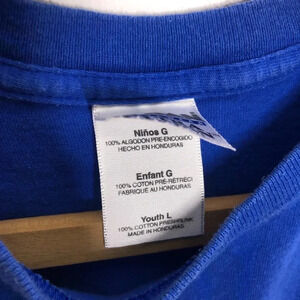 Niños G
100% ALGODON PRE-ENCOGIDO
HECHO EN HONDURAS
Enfant G
100% COTON PRÉ-RÉTRÉCI
FABRIQUÉ AU HONDURAS
Youth L
100% COTTON PRESHRUNK
MADE IN HONDURAS